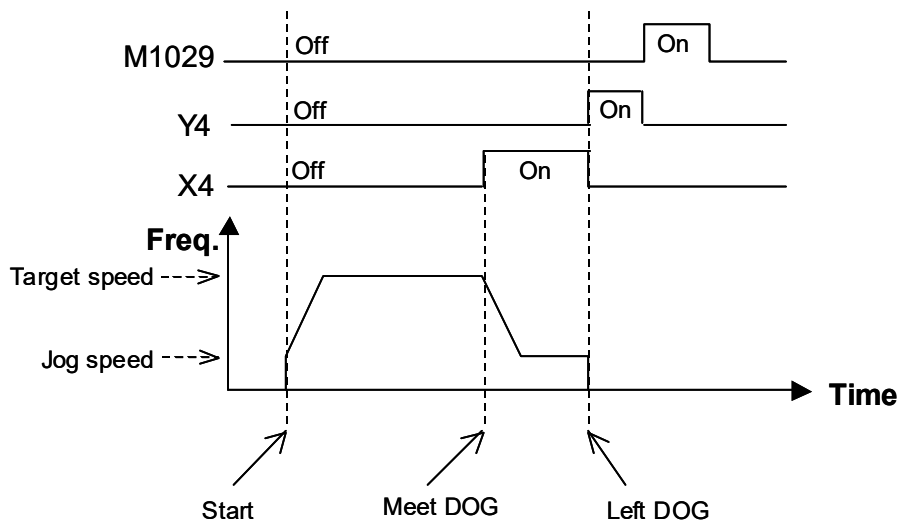 M1029
Off
On
Y4
Off
On
X4
Off
On
Freq.
Target speed
Jog speed
Time
Start
Meet DOG
Left DOG